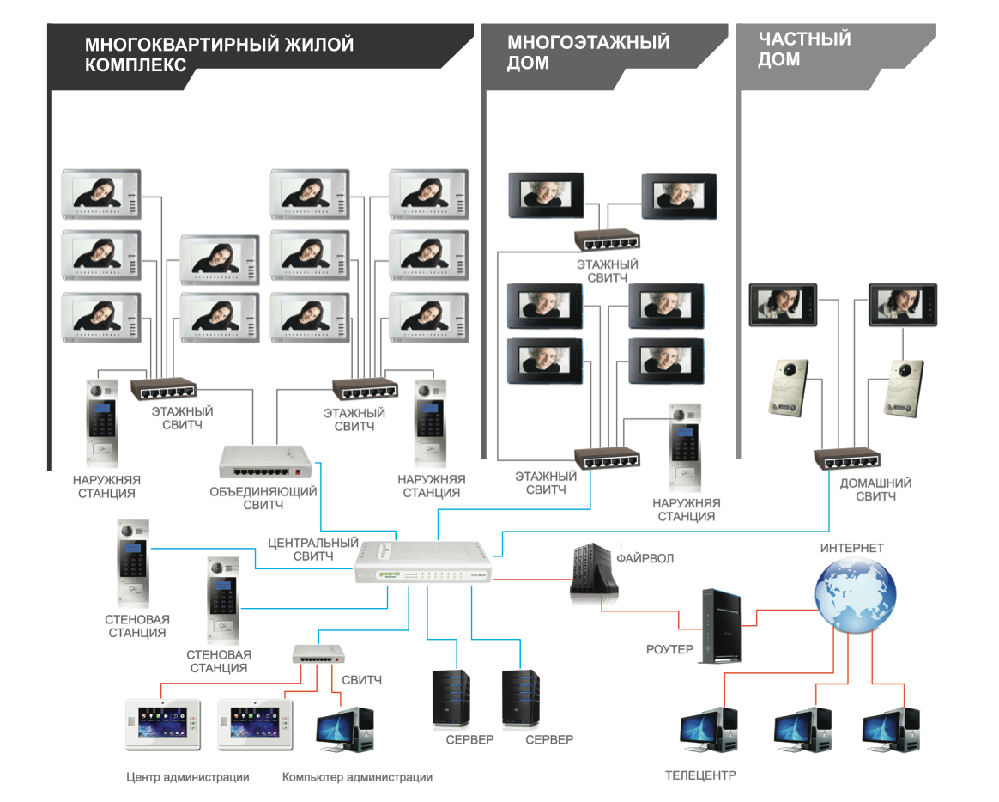 МНОГОКВАРТИРНЫЙ ЖИЛОЙ
КОМПЛЕКС
МНОГОЭТАЖНЫЙ
ДОМ
ЧАСТНЫЙ
ДОМ
ЭТАЖНЫЙ
СВИТЧ
ЭТАЖНЫЙ
СВИТЧ
ЭТАЖНЫЙ
СВИТЧ
НАРУЖНЯЯ
СТАНЦИЯ
ОБЪЕДИНЯЮЩИЙ
СВИТЧ
НАРУЖНЯЯ
СТАНЦИЯ
ЭТАЖНЫЙ
СВИТЧ
НАРУЖНЯЯ
СТАНЦИЯ
ДОМАШНИЙ
СВИТЧ
ЦЕНТРАЛЬНЫЙ
СВИТЧ
green
ФАЙРВОЛ
ИНТЕРНЕТ
СТЕНОВАЯ
СТАНЦИЯ
СТЕНОВАЯ
СТАНЦИЯ
РОУТЕР
СВИТЧ
СЕРВЕР
СЕРВЕР
Центр администрации
Компьютер администрации
ТЕЛЕЦЕНТР